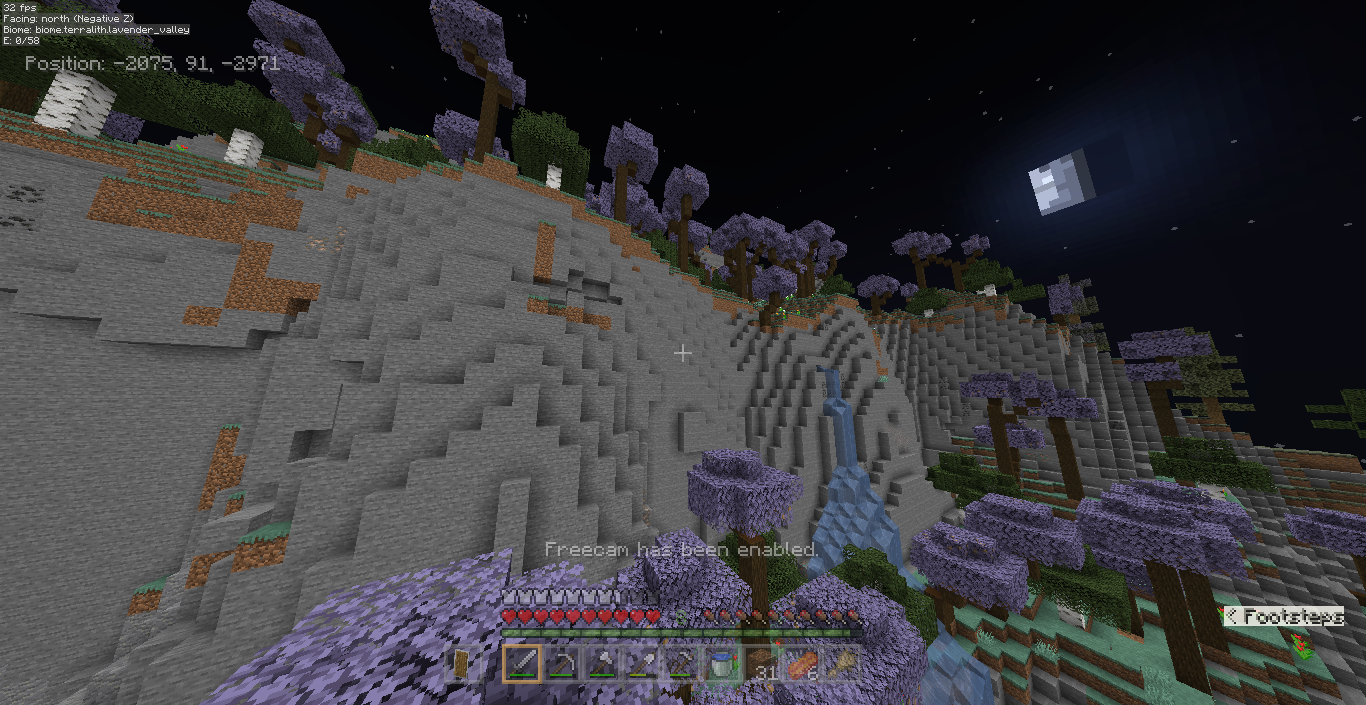 32 fps
Facing: north (Negative Z)
Biome: biome.terralith.lavender_valley
E: 0/58
Position: -2075, 91, -2971
Freecam has been enabled.
< Footsteps
31
6